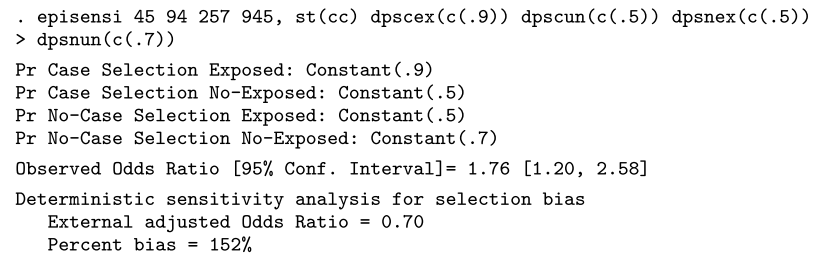 . episensi 45 94 257 945, st(cc) dpscex(c(.9)) dpscun(c(.5)) dpsnex(c(.5))
> dpsnun(c(.7))
Pr Case Selection Exposed: Constant(.9)
Pr Case Selection No-Exposed: Constant(.5)
Pr No-Case Selection Exposed: Constant(.5)
Pr No-Case Selection No-Exposed: Constant(.7)
Observed Odds Ratio [95% Conf. Interval]= 1.76 [1.20, 2.58]
Deterministic sensitivity analysis for selection bias
External adjusted Odds Ratio = 0.70
Percent bias = 152%